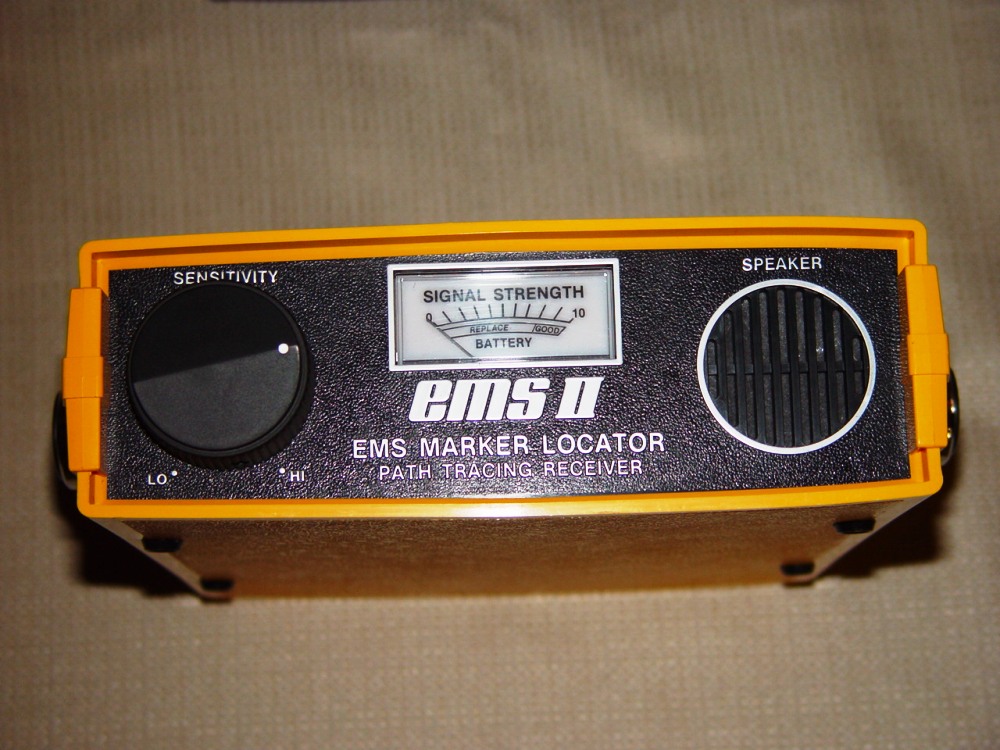 SENSITIVITY
LO
HI
SIGNAL STRENGTH
0 10
REPLACE GOOD
BATTERY
ems II
EMS MARKER LOCATOR
PATH TRACING RECEIVER
SPEAKER